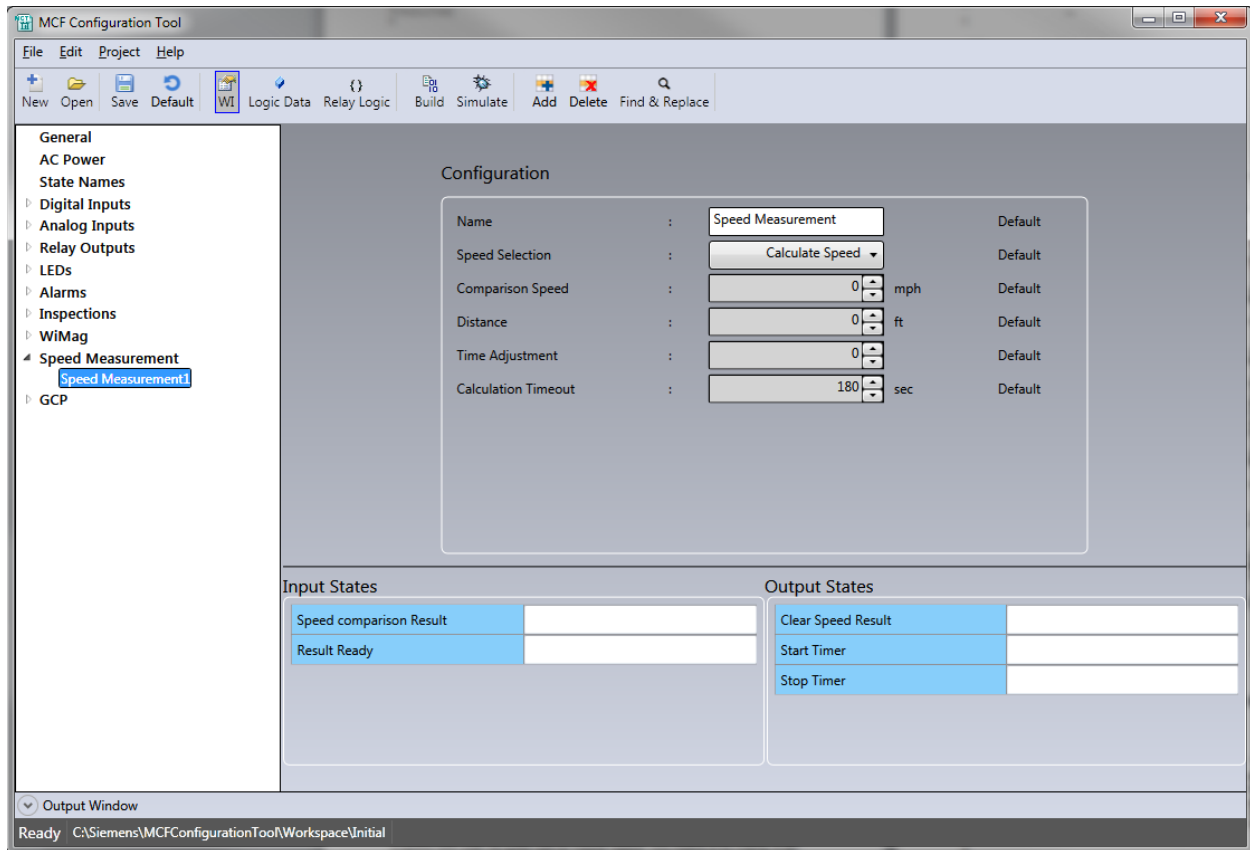 MCF Configuration Tool
File Edit Project Help
New Open Save Default WI Logic Data Relay Logic Build Simulate Add Delete Find & Replace
General
AC Power
State Names
Digital Inputs
Analog Inputs
Relay Outputs
LEDs
Alarms
Inspections
WiMag
Speed Measurement
Speed Measurement1
GCP
Configuration
Name : Speed Measurement Default
Speed Selection : Calculate Speed Default
Comparison Speed : 0 mph Default
Distance : 0 ft Default
Time Adjustment : 0 Default
Calculation Timeout : 180 sec Default
Input States
Speed comparison Result
Result Ready
Output States
Clear Speed Result
Start Timer
Stop Timer
Output Window
Ready C:\Siemens\MCFConfigurationTool\Workspace\Initial